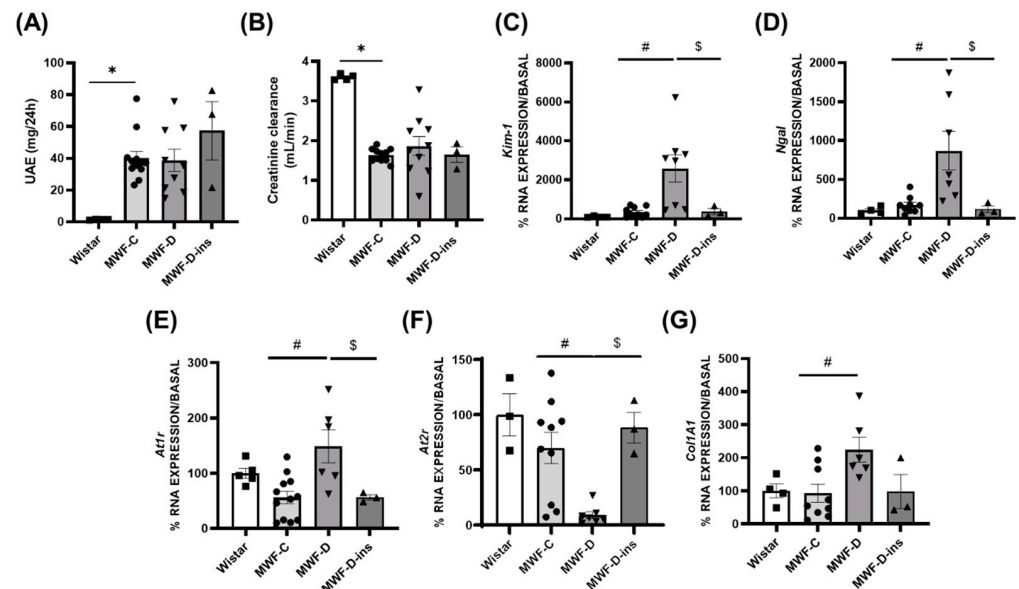 (A)
UAE (mg/24h)
100
80
60
40
20
0
*
Wistar
MWF-C
MWF-D
MWF-D-ins
(B)
Creatinine clearance
(mL/min)
4
3
2
1
0
*
Wistar
MWF-C
MWF-D
MWF-D-ins
(C)
Kim-1
% RNA EXPRESSION/BASAL
8000
6000
4000
2000
0
#
$
Wistar
MWF-C
MWF-D
MWF-D-ins
(D)
Ngal
% RNA EXPRESSION/BASAL
2000
1500
1000
500
0
#
$
Wistar
MWF-C
MWF-D
MWF-D-ins
(E)
At1r
% RNA EXPRESSION/BASAL
300
200
100
0
#
$
Wistar
MWF-C
MWF-D
MWF-D-ins
(F)
At2r
% RNA EXPRESSION/BASAL
150
100
50
0
#
$
Wistar
MWF-C
MWF-D
MWF-D-ins
(G)
Col1A1
% RNA EXPRESSION/BASAL
500
400
300
200
100
0
#
Wistar
MWF-C
MWF-D
MWF-D-ins